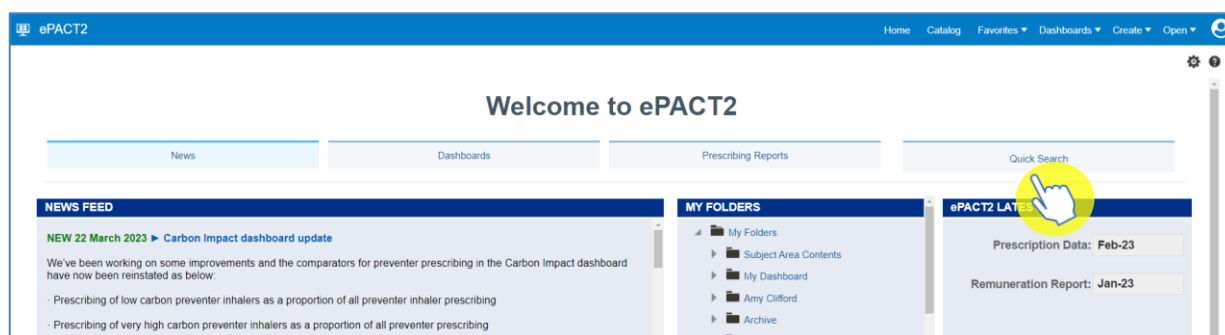 ePACT2
Home Catalog Favorites Dashboards Create Open
Welcome to ePACT2
News
Dashboards
Prescribing Reports
Quick Search
NEWS FEED
NEW 22 March 2023 ► Carbon Impact dashboard update
We've been working on some improvements and the comparators for preventer prescribing in the Carbon Impact dashboard
have now been reinstated as below:
· Prescribing of low carbon preventer inhalers as a proportion of all preventer inhaler prescribing
· Prescribing of very high carbon preventer inhalers as a proportion of all preventer prescribing
MY FOLDERS
My Folders
Subject Area Contents
My Dashboard
Amy Clifford
Archive
ePACT2
Prescription Data: Feb-23
Remuneration Report: Jan-23